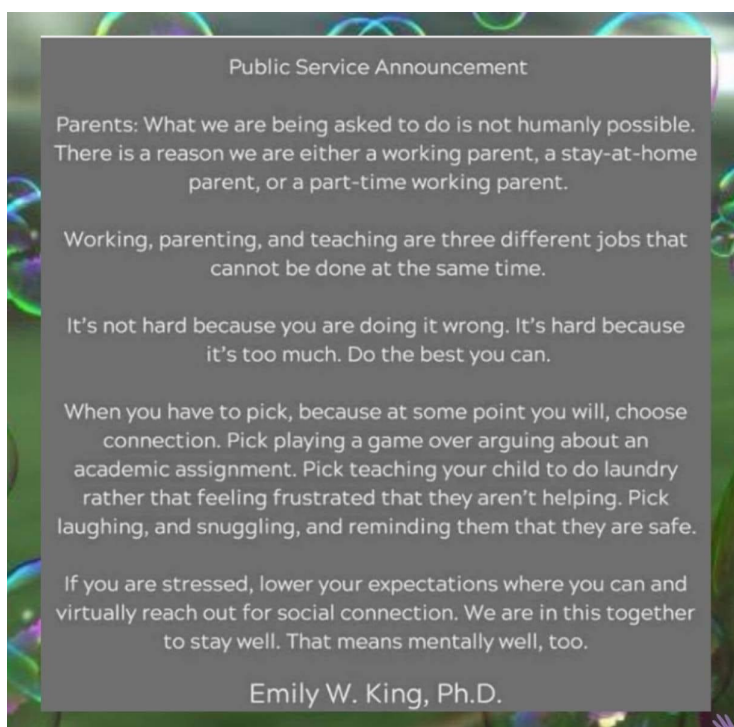 Public Service Announcement
Parents: What we are being asked to do is not humanly possible.
There is a reason we are either a working parent, a stay-at-home
parent, or a part-time working parent.
Working, parenting, and teaching are three different jobs that
cannot be done at the same time.
It's not hard because you are doing it wrong. It's hard because
it's too much. Do the best you can.
When you have to pick, because at some point you will, choose
connection. Pick playing a game over arguing about an
academic assignment. Pick teaching your child to do laundry
rather that feeling frustrated that they aren't helping. Pick
laughing, and snuggling, and reminding them that they are safe.
If you are stressed, lower your expectations where you can and
virtually reach out for social connection. We are in this together
to stay well. That means mentally well, too.
Emily W. King, Ph.D.